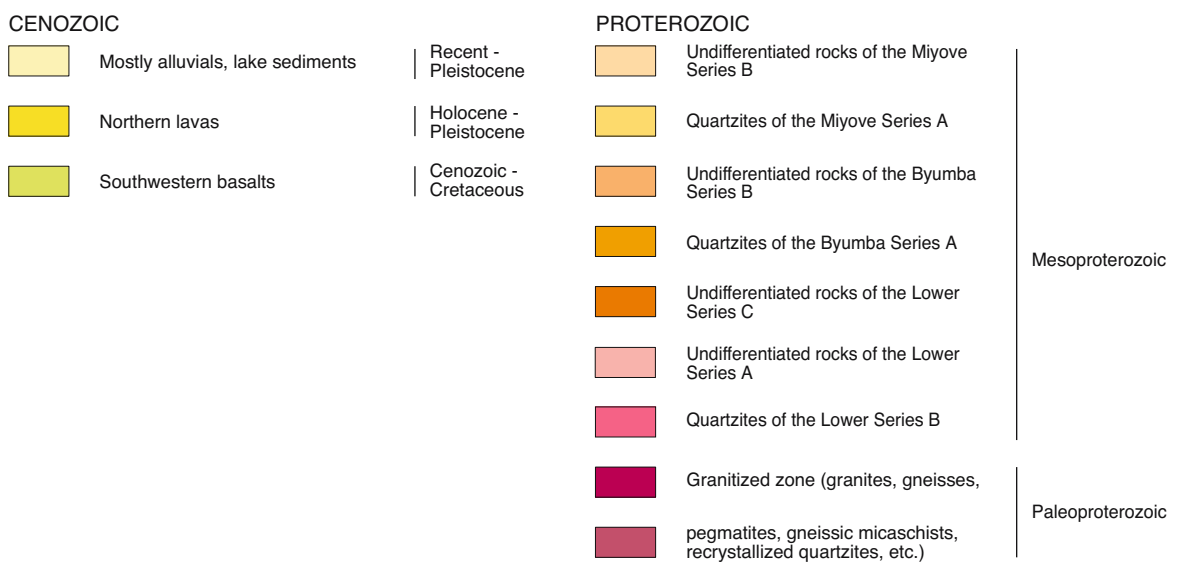 CENOZOIC
Mostly alluvials, lake sediments
Recent -
Pleistocene
Northern lavas
Holocene -
Pleistocene
Southwestern basalts
Cenozoic -
Cretaceous
PROTEROZOIC
Undifferentiated rocks of the Miyove
Series B
Quartzites of the Miyove Series A
Undifferentiated rocks of the Byumba
Series B
Quartzites of the Byumba Series A
Undifferentiated rocks of the Lower
Series C
Undifferentiated rocks of the Lower
Series A
Quartzites of the Lower Series B
Mesoproterozoic
Granitized zone (granites, gneisses,
pegmatites, gneissic micaschists,
recrystallized quartzites, etc.)
Paleoproterozoic